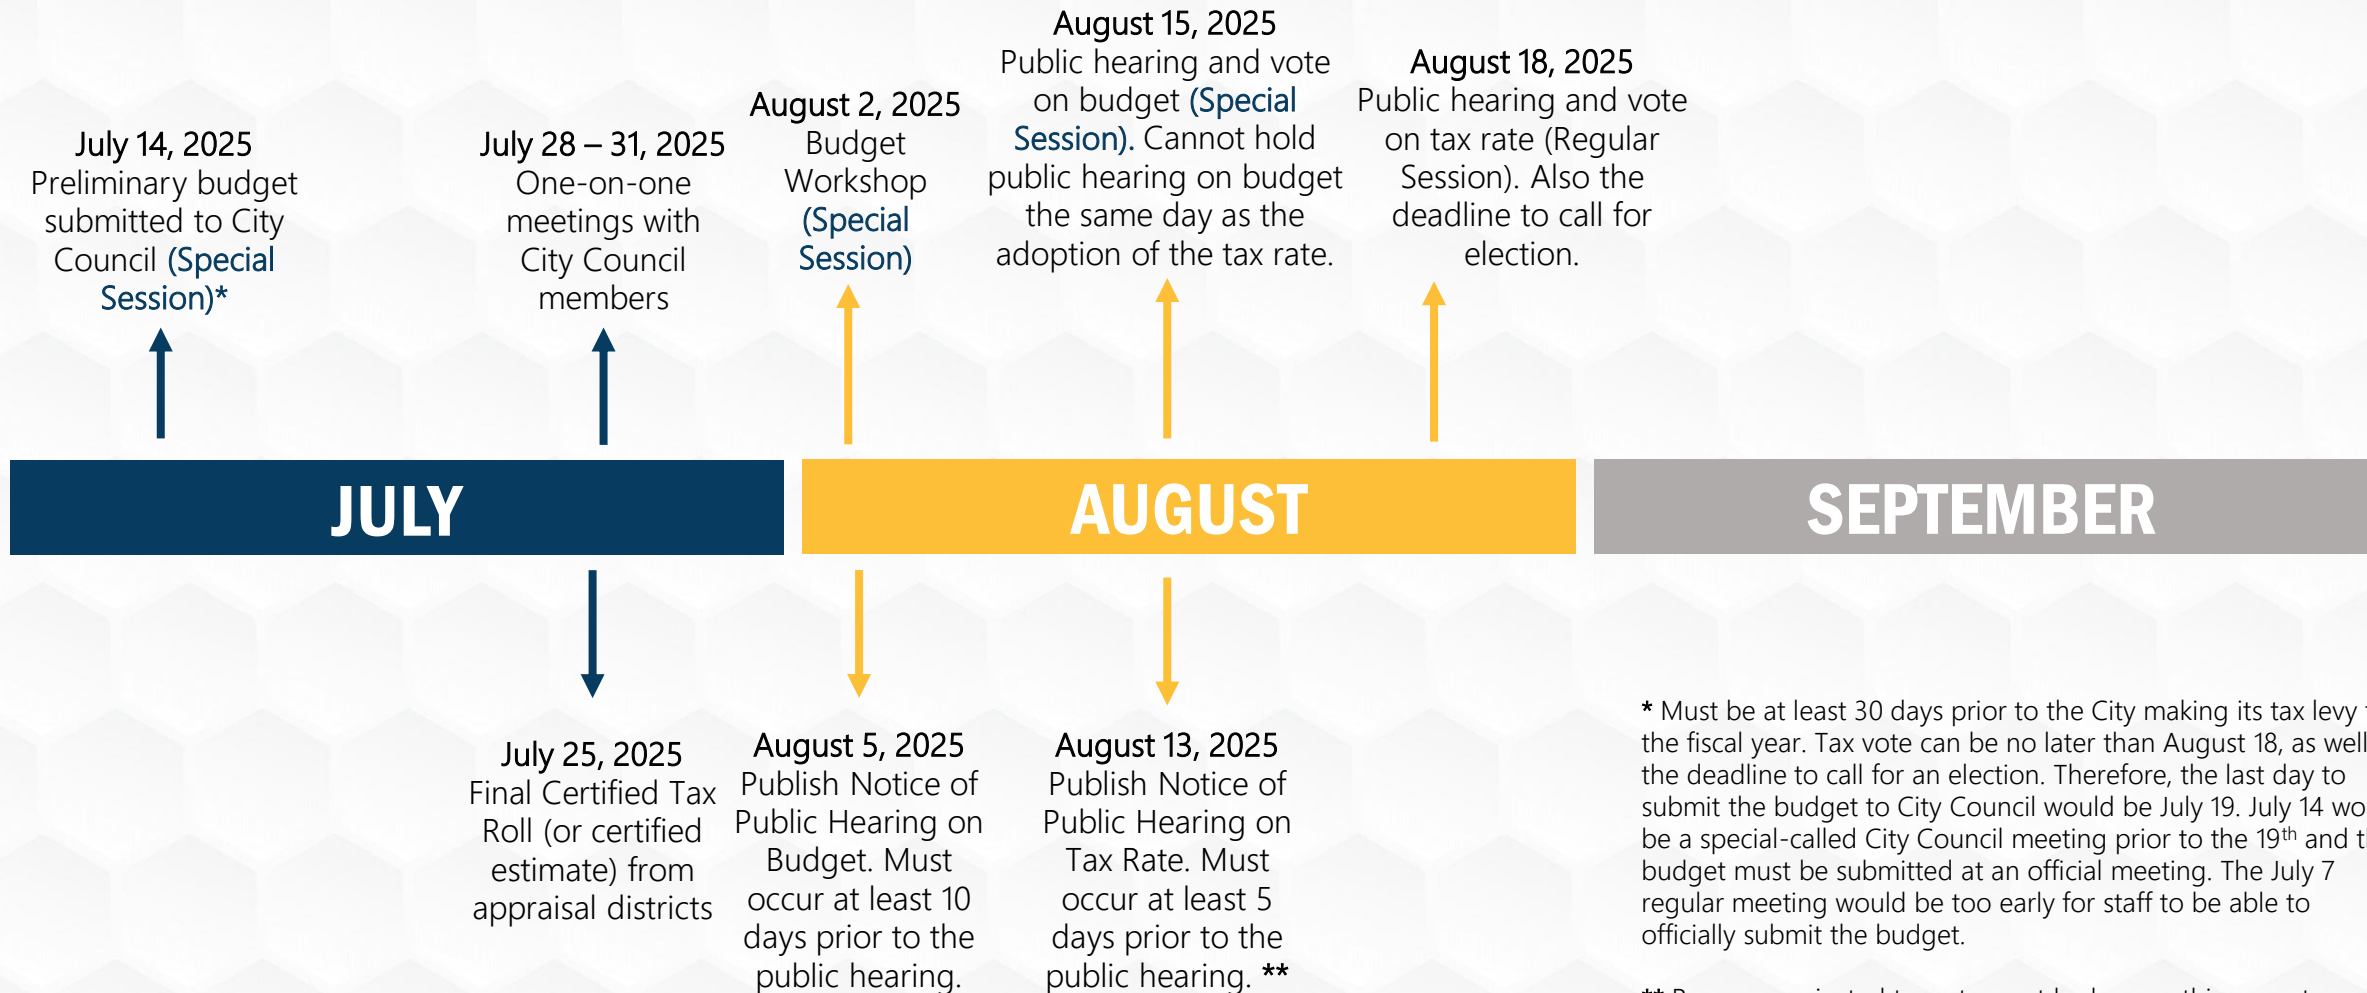 July 14, 2025
Preliminary budget
submitted to City
Council (Special
Session)*
July 28 – 31, 2025
One-on-one
meetings with
City Council
members
August 2, 2025
Budget
Workshop
(Special
Session)
August 15, 2025
Public hearing and vote
on budget (Special
Session). Cannot hold
public hearing on budget
the same day as the
adoption of the tax rate.
August 18, 2025
Public hearing and vote
on tax rate (Regular
Session). Also the
deadline to call for
election.
JULY
AUGUST
SEPTEMBER
July 25, 2025
Final Certified Tax
Roll (or certified
estimate) from
appraisal districts
August 5, 2025
Publish Notice of
Public Hearing on
Budget. Must
occur at least 10
days prior to the
public hearing.
August 13, 2025
Publish Notice of
Public Hearing on
Tax Rate. Must
occur at least 5
days prior to the
public hearing. **
* Must be at least 30 days prior to the City making its tax levy
the fiscal year. Tax vote can be no later than August 18, as well
the deadline to call for an election. Therefore, the last day to
submit the budget to City Council would be July 19. July 14
be a special-called City Council meeting prior to the 19th and
budget must be submitted at an official meeting. The July 7
regular meeting would be too early for staff to be able to
officially submit the budget.